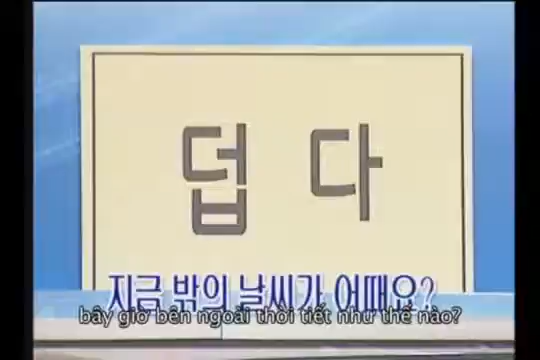 덥다
지금 밖의 날씨가 어때요?
bây giờ bên ngoài thời tiết như thế nào?